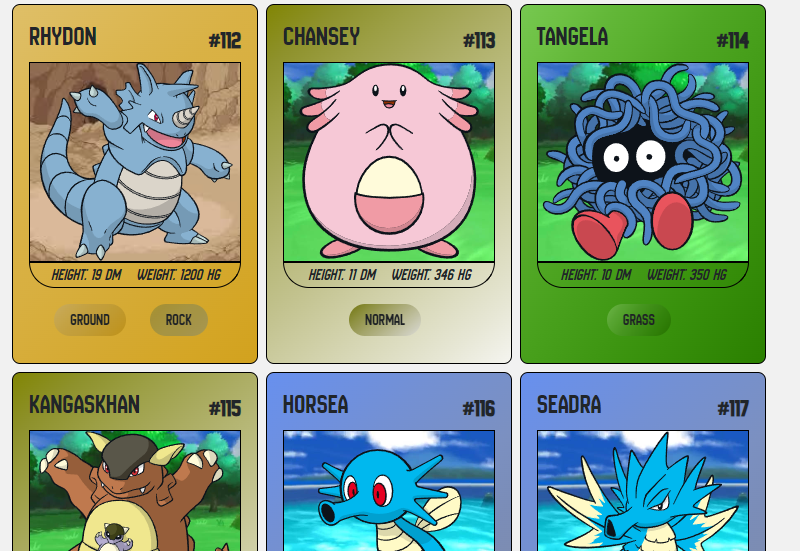 RHYDON #112
CHANSEY #113
TANGELA #114
HEIGHT. 19 DM WEIGHT. 1200 HG
HEIGHT. 11 DM WEIGHT. 346 HG
HEIGHT. 10 DM WEIGHT. 350 HG
GROUND ROCK
NORMAL
GRASS
KANGASKHAN #115
HORSEA #116
SEADRA #117